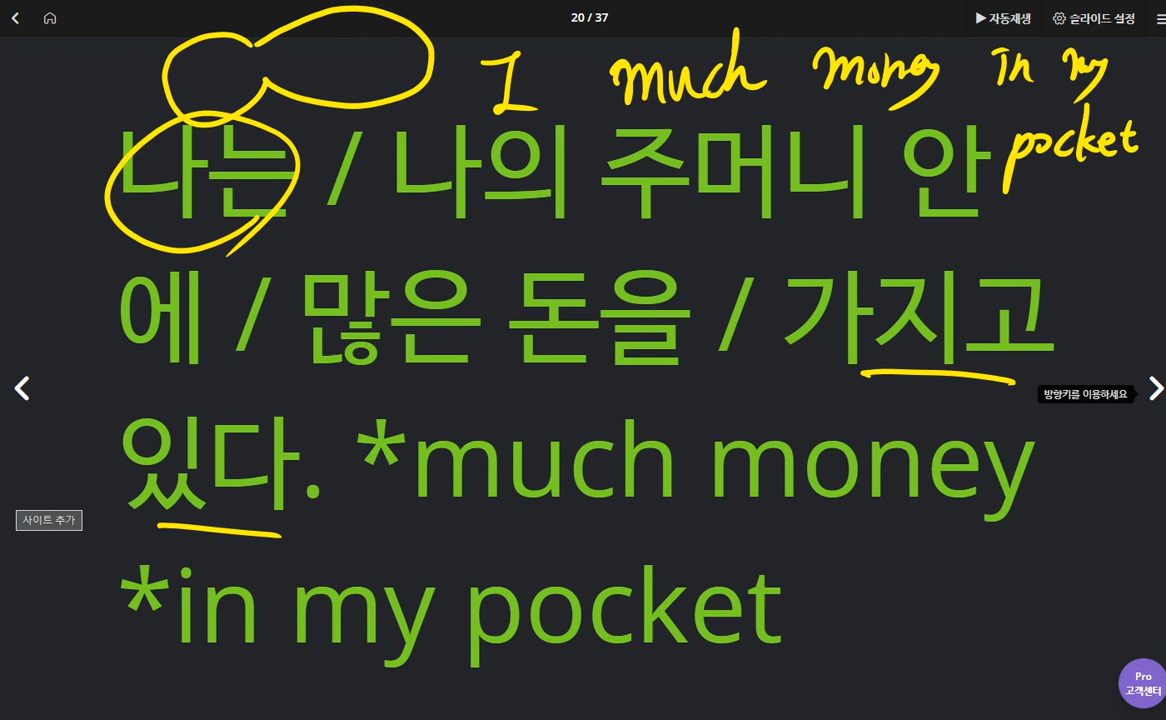 20 / 37
자동재생
슬라이드 설정
I much money in my
pocket
나는 / 나의 주머니 안
에 / 많은 돈을 / 가지고
방향키를 이용하세요
있다. *much money
사이트 추가
*in my pocket
Pro
고객센터